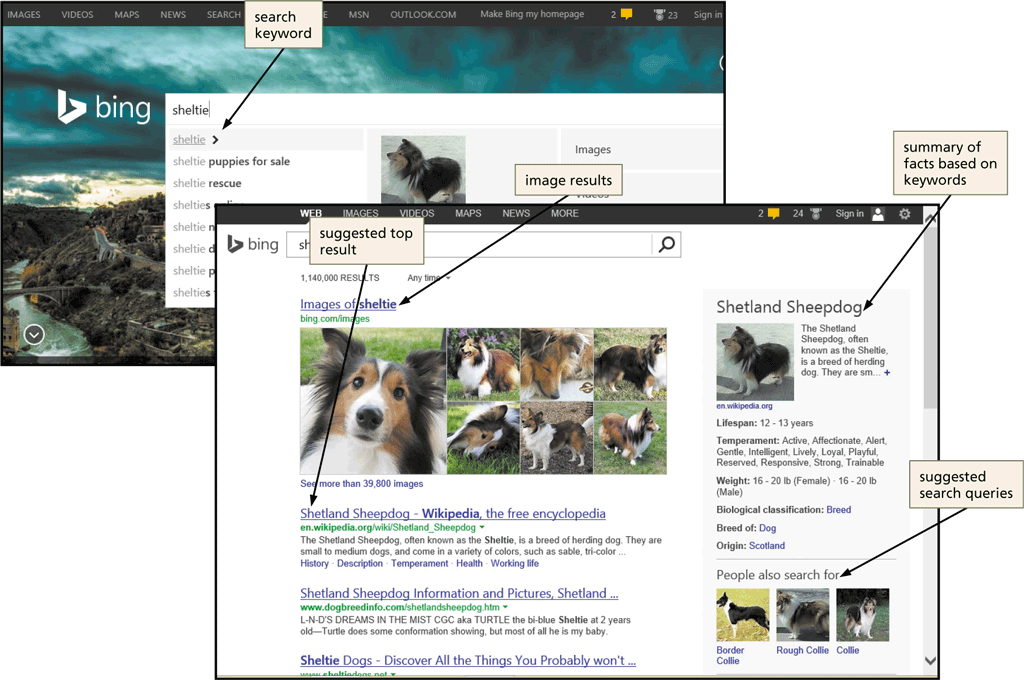 IMAGES VIDEOS MAPS NEWS SEARCH MSN OUTLOOK.COM Make Bing my homepage 2 23 Sign in
search
keyword
bing
sheltie
sheltie
sheltie puppies for sale
sheltie rescue
sheltie
sheltie
sheltie
Images
image results
summary of
facts based on
keywords
WEB IMAGES VIDEOS MAPS NEWS MORE 2 24 Sign in
bing
suggested top
result
1,140,000 RESULTS Any time
Images of sheltie
bing.com/images
See more than 39,800 images
Shetland Sheepdog - Wikipedia, the free encyclopedia
en.wikipedia.org/wiki/Shetland_Sheepdog
The Shetland Sheepdog, often known as the Sheltie, is a breed of herding dog. They are
small to medium dogs, and come in a variety of colors, such as sable, tri-color ...
History · Description · Temperament · Health · Working life
Shetland Sheepdog Information and Pictures, Shetland ...
www.dogbreedinfo.com/shetlandsheepdog.htm
L-N-D'S DREAMS IN THE MIST CGC aka TURTLE the bi-blue Sheltie at 2 years
old—Turtle does some conformation showing, but most of all he is my baby.
Sheltie Dogs - Discover All the Things You Probably won't ...
www.sheltiedogs.net
Shetland Sheepdog
The Shetland
Sheepdog, often
known as the Sheltie,
is a breed of herding
dog. They are sm... +
en.wikipedia.org
Lifespan: 12 - 13 years
Temperament: Active, Affectionate, Alert,
Gentle, Intelligent, Lively, Loyal, Playful,
Reserved, Responsive, Strong, Trainable
Weight: 16 - 20 lb (Female) · 16 - 20 lb
(Male)
Biological classification: Breed
Breed of: Dog
Origin: Scotland
suggested
search queries
People also search for
Border
Collie
Rough Collie
Collie